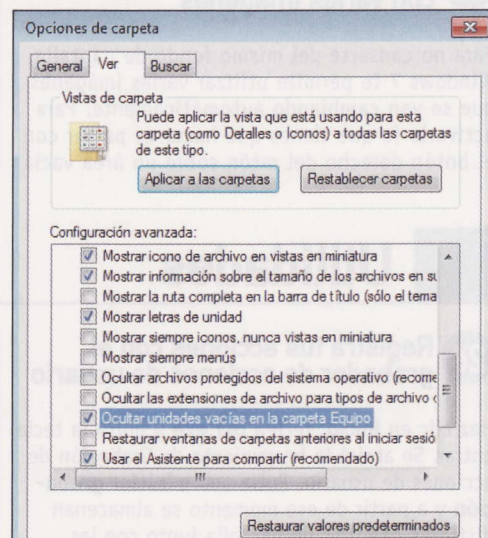 Opciones de carpeta
General Ver Buscar
Vistas de carpeta
Puede aplicar la vista que está usando para esta
carpeta (como Detalles o Iconos) a todas las carpetas
de este tipo.
Aplicar a las carpetas Restablecer carpetas
Configuración avanzada:
Mostrar icono de archivo en vistas en miniatura
Mostrar información sobre el tamaño de los archivos en su
Mostrar la ruta completa en la barra de título (sólo el tema
Mostrar letras de unidad
Mostrar siempre iconos, nunca vistas en miniatura
Mostrar siempre menús
Ocultar archivos protegidos del sistema operativo (recome
Ocultar las extensiones de archivo para tipos de archivo
Ocultar unidades vacías en la carpeta Equipo
Restaurar ventanas de carpetas anteriores al iniciar sesió
Usar el Asistente para compartir (recomendado)
Restaurar valores predeterminados